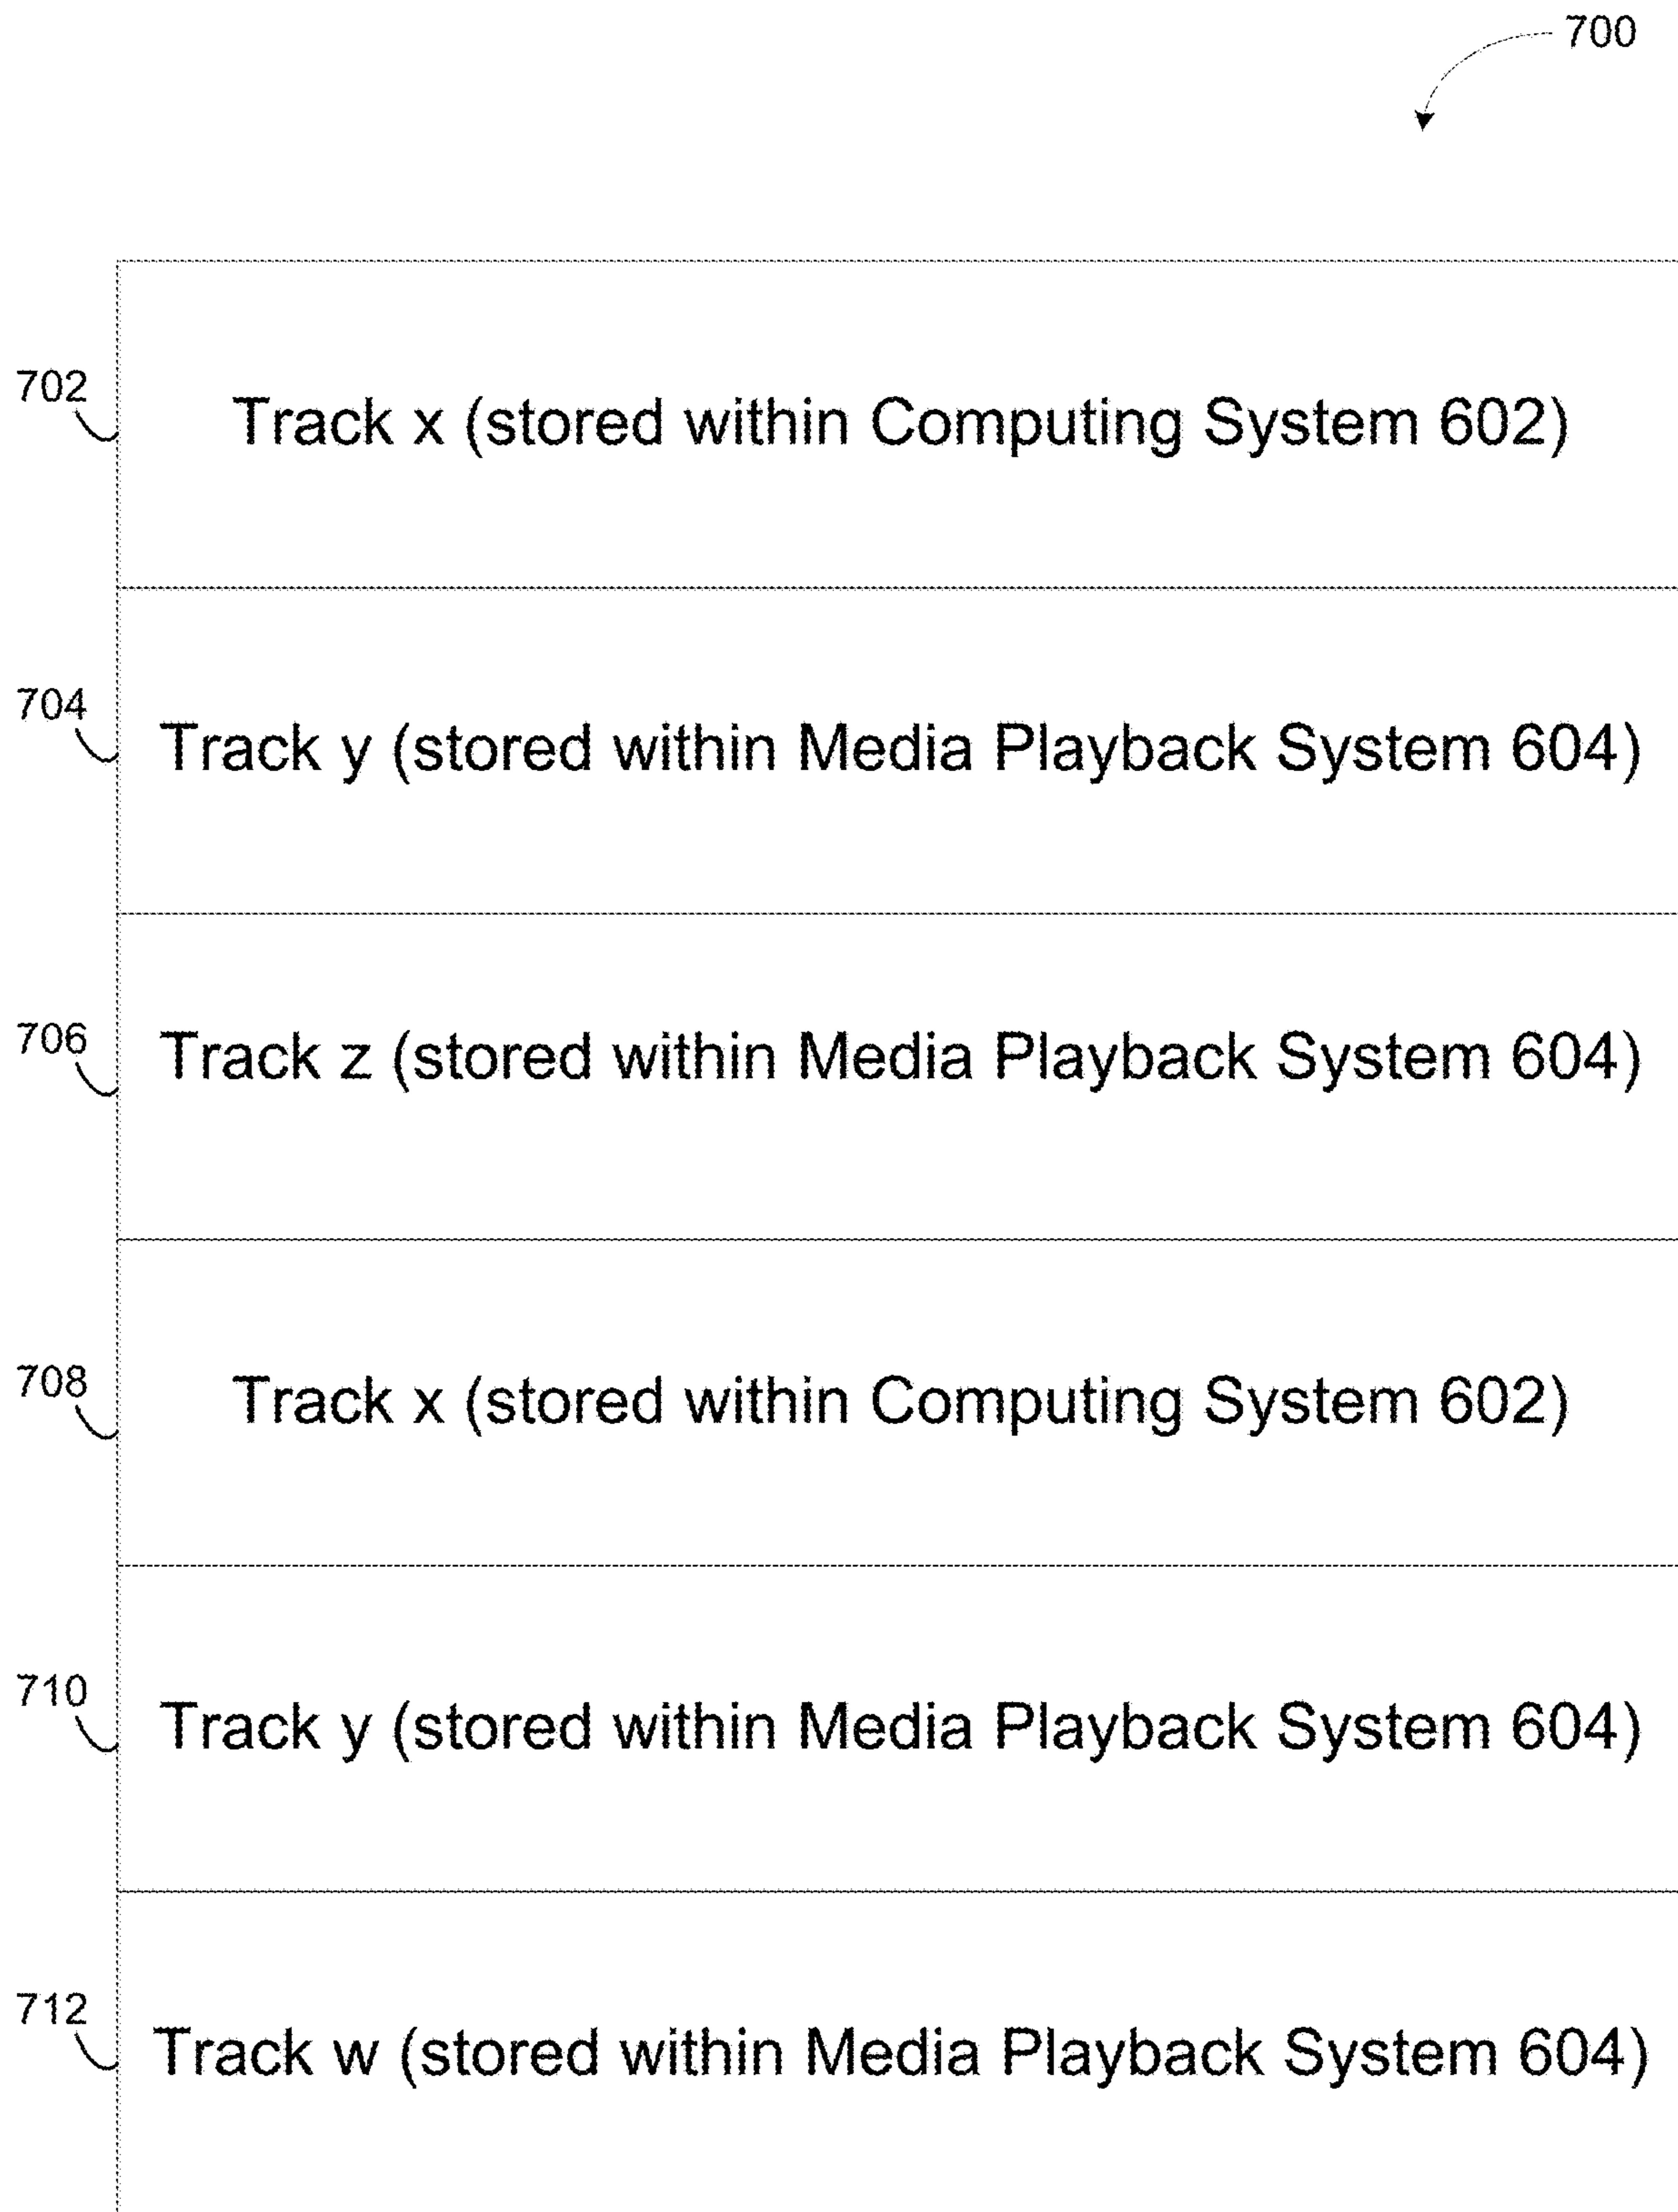 700
702
Track x (stored within Computing System 602)
704
Track y (stored within Media Playback System 604)
706
Track z (stored within Media Playback System 604)
708
Track x (stored within Computing System 602)
710
Track y (stored within Media Playback System 604)
712
Track w (stored within Media Playback System 604)